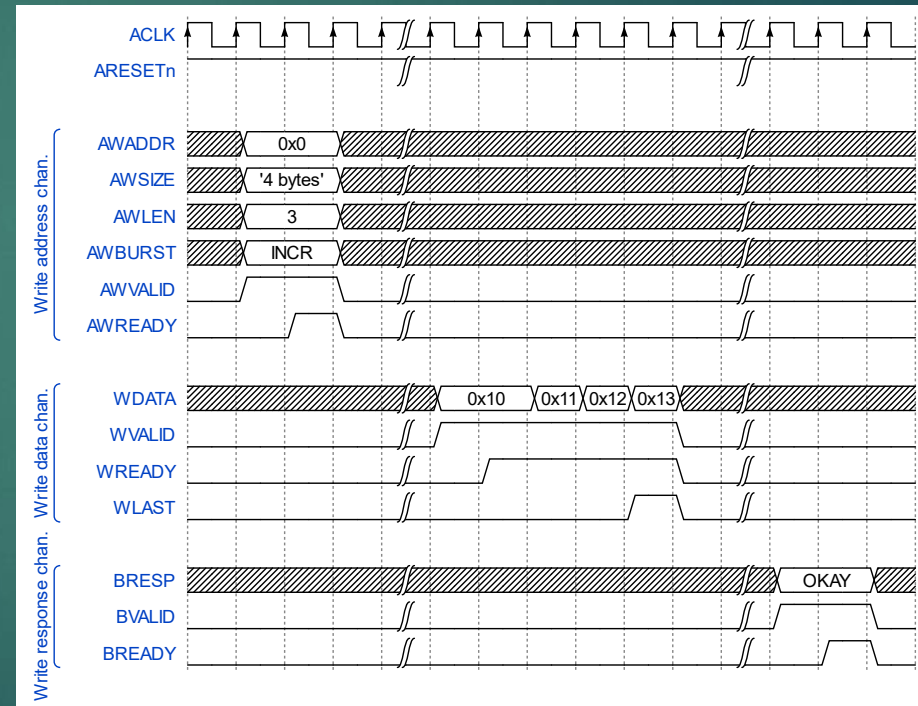 ACLK
ARESETn
Write address chan.
AWADDR 0x0
AWSIZE '4 bytes'
AWLEN 3
AWBURST INCR
AWVALID
AWREADY
Write data chan.
WDATA 0x10 0x11 0x12 0x13
WVALID
WREADY
WLAST
Write response chan.
BRESP OKAY
BVALID
BREADY